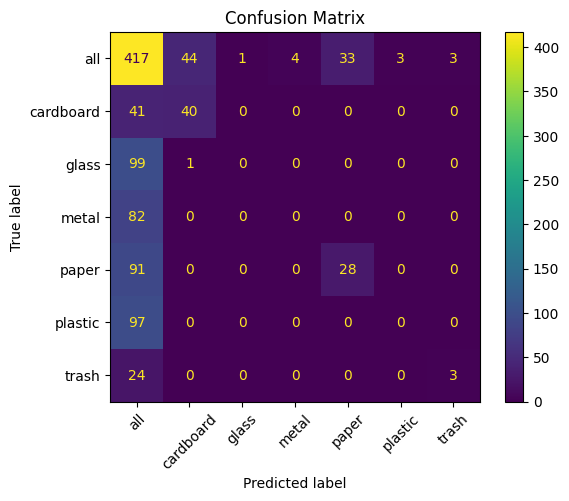 Confusion Matrix
True label
all 417 44 1 4 33 3 3
cardboard 41 40 0 0 0 0 0
glass 99 1 0 0 0 0 0
metal 82 0 0 0 0 0 0
paper 91 0 0 0 28 0 0
plastic 97 0 0 0 0 0 0
trash 24 0 0 0 0 0 3
all cardboard glass metal paper plastic trash
Predicted label
400
350
300
250
200
150
100
50
0